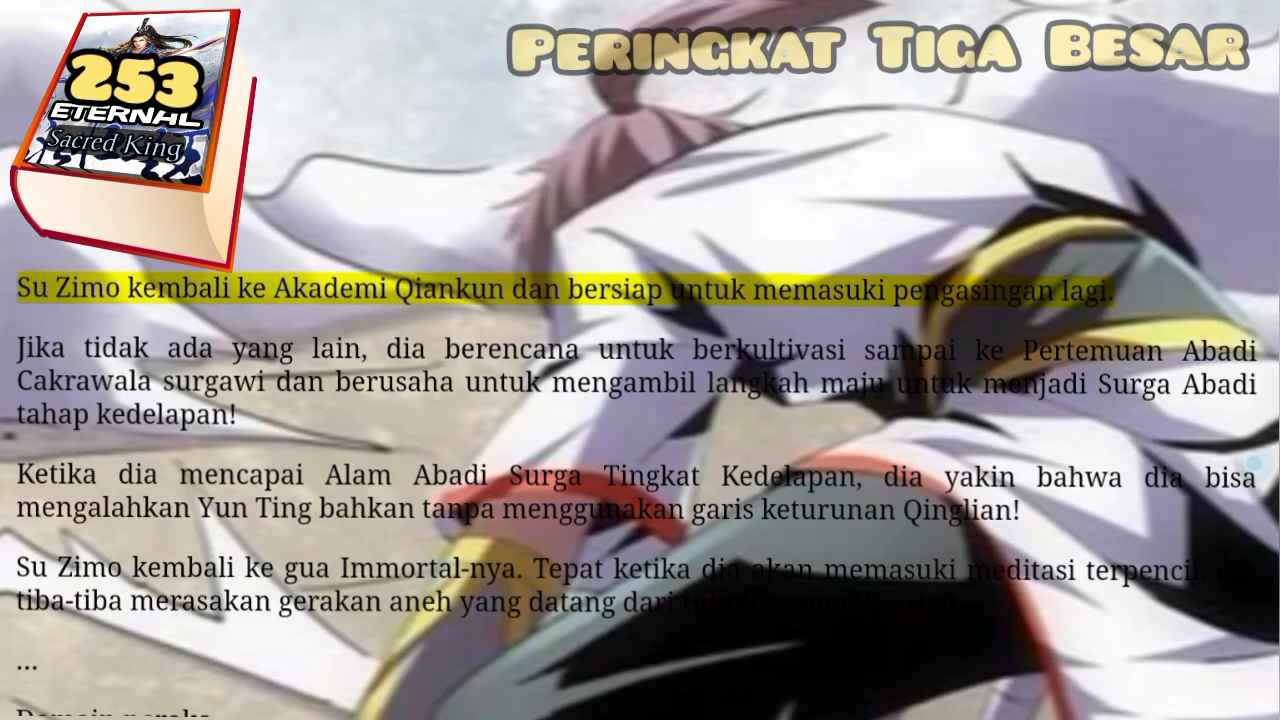 PERINGKAT TIGA BESAR
253
ETERNAL
Sacred King
Su Zimo kembali ke Akademi Qiankun dan bersiap untuk memasuki pengasingan lagi.
Jika tidak ada yang lain, dia berencana untuk berkultivasi sampai ke Pertemuan Abadi
Cakrawala surgawi dan berusaha untuk mengambil langkah maju untuk menjadi Surga Abadi
tahap kedelapan!
Ketika dia mencapai Alam Abadi Surga Tingkat Kedelapan, dia yakin bahwa dia bisa
mengalahkan Yun Ting bahkan tanpa menggunakan garis keturunan Qinglian!
Su Zimo kembali ke gua Immortal-nya. Tepat ketika dia akan memasuki meditasi terpencil,
tiba-tiba merasakan gerakan aneh yang datang dari
...